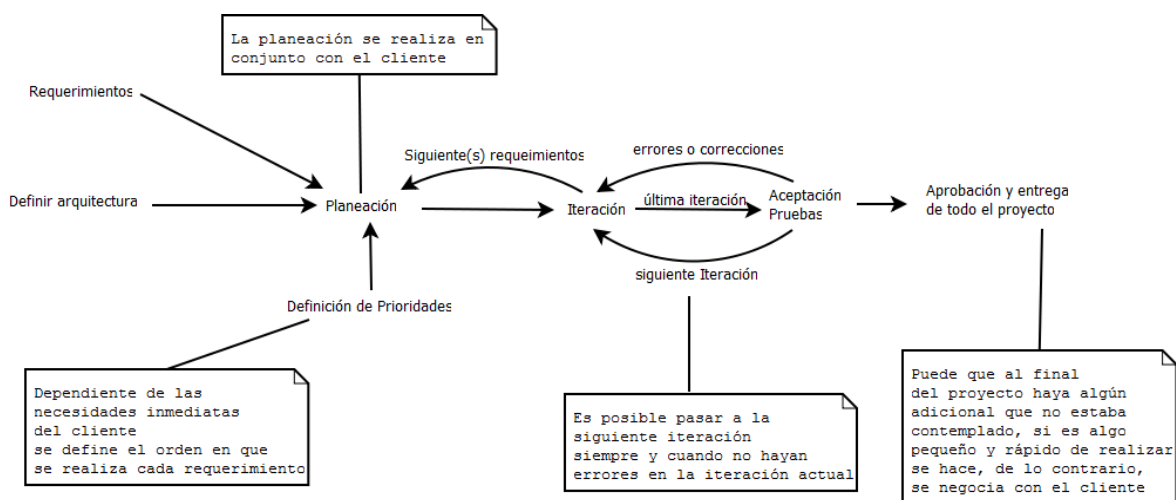 La planeación se realiza en
conjunto con el cliente
Requerimientos
Siguiente(s) requeimientos
errores o correcciones
Definir arquitectura
Planeación
Iteración
última iteración
Aceptación
Pruebas
Aprobación y entrega
de todo el proyecto
siguiente Iteración
Definición de Prioridades
Dependiente de las
necesidades inmediatas
del cliente
se define el orden en que
se realiza cada requerimiento
Es posible pasar a la
siguiente iteración
siempre y cuando no hayan
errores en la iteración actual
Puede que al final
del proyecto haya algún
adicional que no estaba
contemplado, si es algo
pequeño y rápido de realizar
se hace, de lo contrario,
se negocia con el cliente